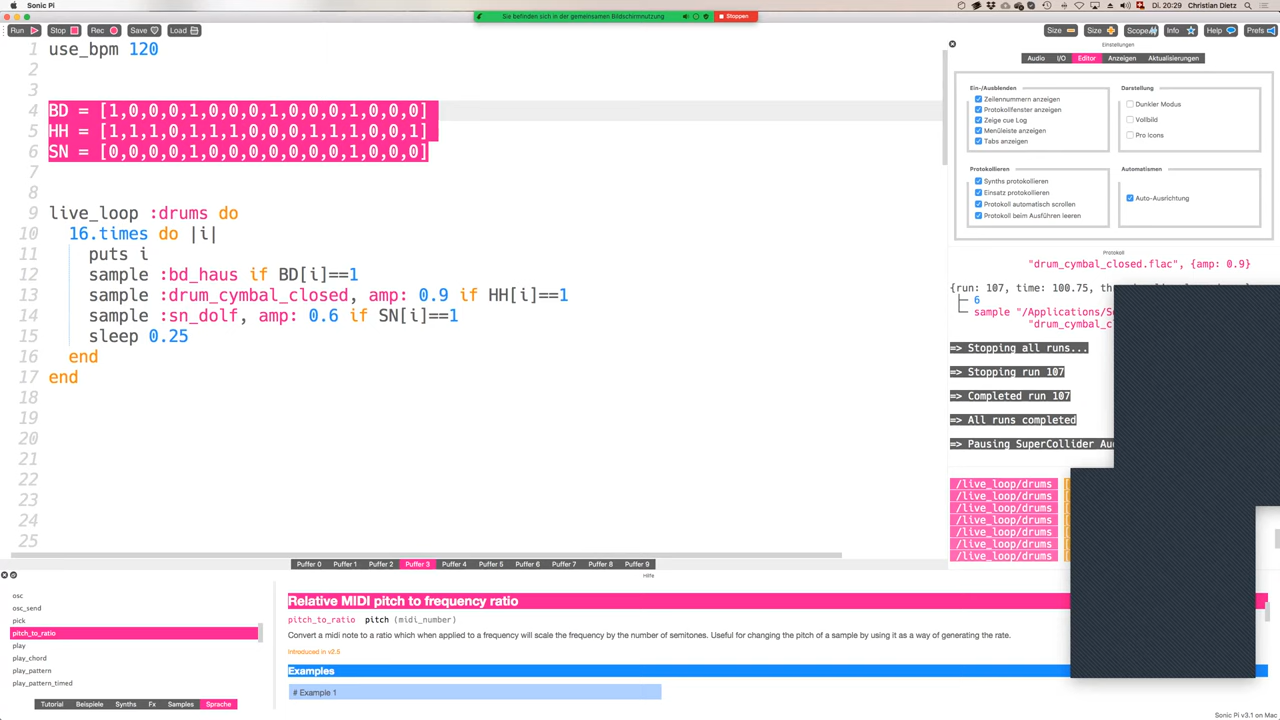 Sonic Pi
Di. 20:29 Christian Dietz
Sie befinden sich in der gemeinsamen Bildschirmnutzung
Stoppen
Sonic Pi
Run Stop Rec Save Load
Size Size Scope Info Help Prefs
1 use_bpm 120
2
3
4 BD = [1,0,0,0,1,0,0,0,1,0,0,0,1,0,0,0]
5 HH = [1,1,1,0,1,1,1,0,0,0,1,1,1,0,0,1]
6 SN = [0,0,0,0,1,0,0,0,0,0,0,0,1,0,0,0]
7
8
9 live_loop :drums do
10 16.times do |i|
11 puts i
12 sample :bd_haus if BD[i]==1
13 sample :drum_cymbal_closed, amp: 0.9 if HH[i]==1
14 sample :sn_dolf, amp: 0.6 if SN[i]==1
15 sleep 0.25
16 end
17 end
18
19
20
21
22
23
24
25
Einstellungen
Audio I/O Editor Anzeigen Aktualisierungen
Ein-/Ausblenden
Zeilennummern anzeigen
Protokollfenster anzeigen
Zeige cue Log
Menüleiste anzeigen
Tabs anzeigen
Darstellung
Dunkler Modus
Vollbild
Pro Icons
Protokollieren
Synths protokollieren
Einsatz protokollieren
Protokoll automatisch scrollen
Protokoll beim Ausführen leeren
Automatismen
Auto-Ausrichtung
Protokoll
"drum_cymbal_closed.flac", {amp: 0.9}
{run: 107, time: 100.75, th
6
sample "/Applications/S
"drum_cymbal_c
=> Stopping all runs...
=> Stopping run 107
=> Completed run 107
=> All runs completed
=> Pausing SuperCollider Au
/live_loop/drums [
/live_loop/drums [
/live_loop/drums [
/live_loop/drums [
/live_loop/drums [
/live_loop/drums [
/live_loop/drums [
Puffer 0 Puffer 1 Puffer 2 Puffer 3 Puffer 4 Puffer 5 Puffer 6 Puffer 7 Puffer 8 Puffer 9
Hilfe
osc
osc_send
pick
pitch_to_ratio
play
play_chord
play_pattern
play_pattern_timed
Tutorial Beispiele Synths Fx Samples Sprache
Relative MIDI pitch to frequency ratio
pitch_to_ratio pitch (midi_number)
Convert a midi note to a ratio which when applied to a frequency will scale the frequency by the number of semitones. Useful for changing the pitch of a sample by using it as a way of generating the rate.
Introduced in v2.5
Examples
# Example 1
Sonic Pi v3.1 on Mac